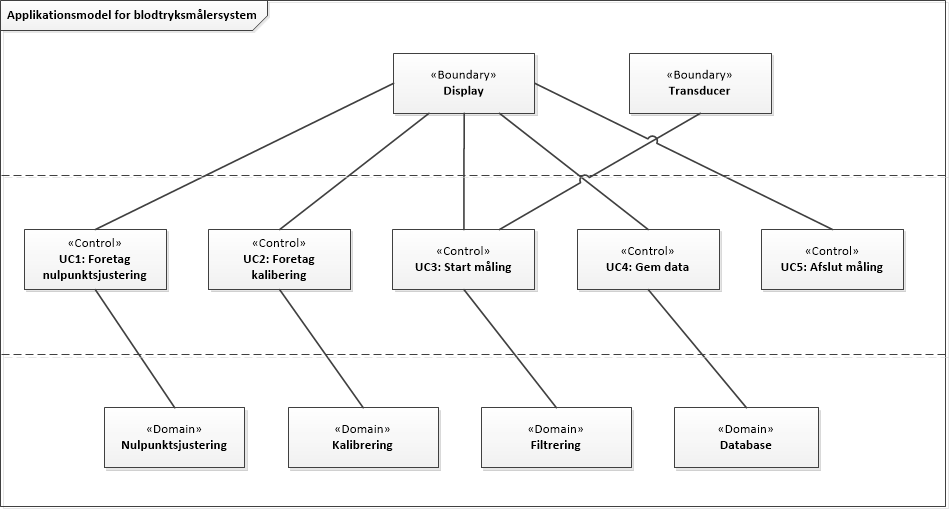 Applikationsmodel for blodtryksmålersystem
«Boundary»
Display
«Boundary»
Transducer
«Control»
UC1: Foretag
nulpunktsjustering
«Control»
UC2: Foretag
kalibering
«Control»
UC3: Start måling
«Control»
UC4: Gem data
«Control»
UC5: Afslut måling
«Domain»
Nulpunktsjustering
«Domain»
Kalibrering
«Domain»
Filtrering
«Domain»
Database